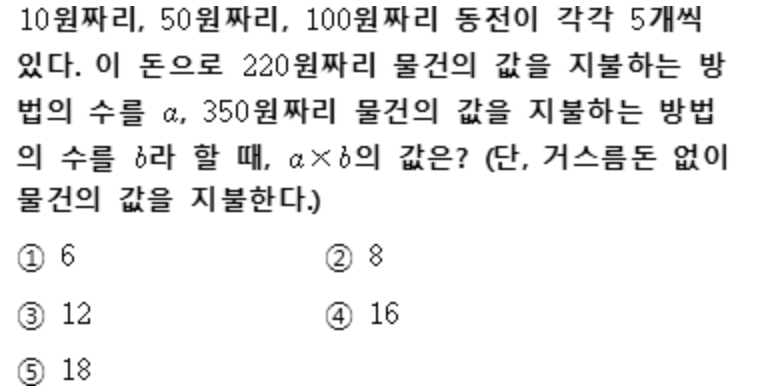 10원짜리, 50원짜리, 100원짜리 동전이 각각 5개씩
있다. 이 돈으로 220원짜리 물건의 값을 지불하는 방
법의 수를 a, 350원짜리 물건의 값을 지불하는 방법
의 수를 b라 할 때, a×b의 값은? (단, 거스름돈 없이
물건의 값을 지불한다.)
① 6 ② 8
③ 12 ④ 16
⑤ 18